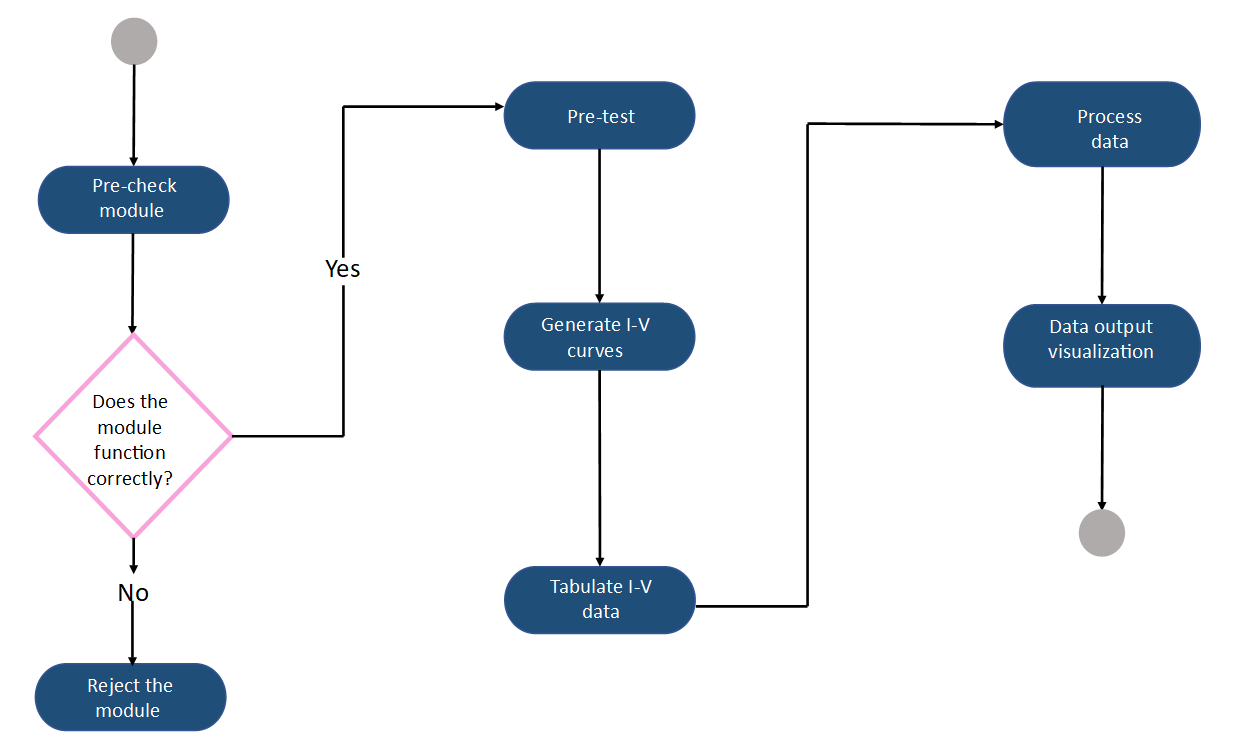 Pre-check
module
Does the
module
function
correctly?
No
Reject the
module
Yes
Pre-test
Generate I-V
curves
Tabulate I-V
data
Process
data
Data output
visualization